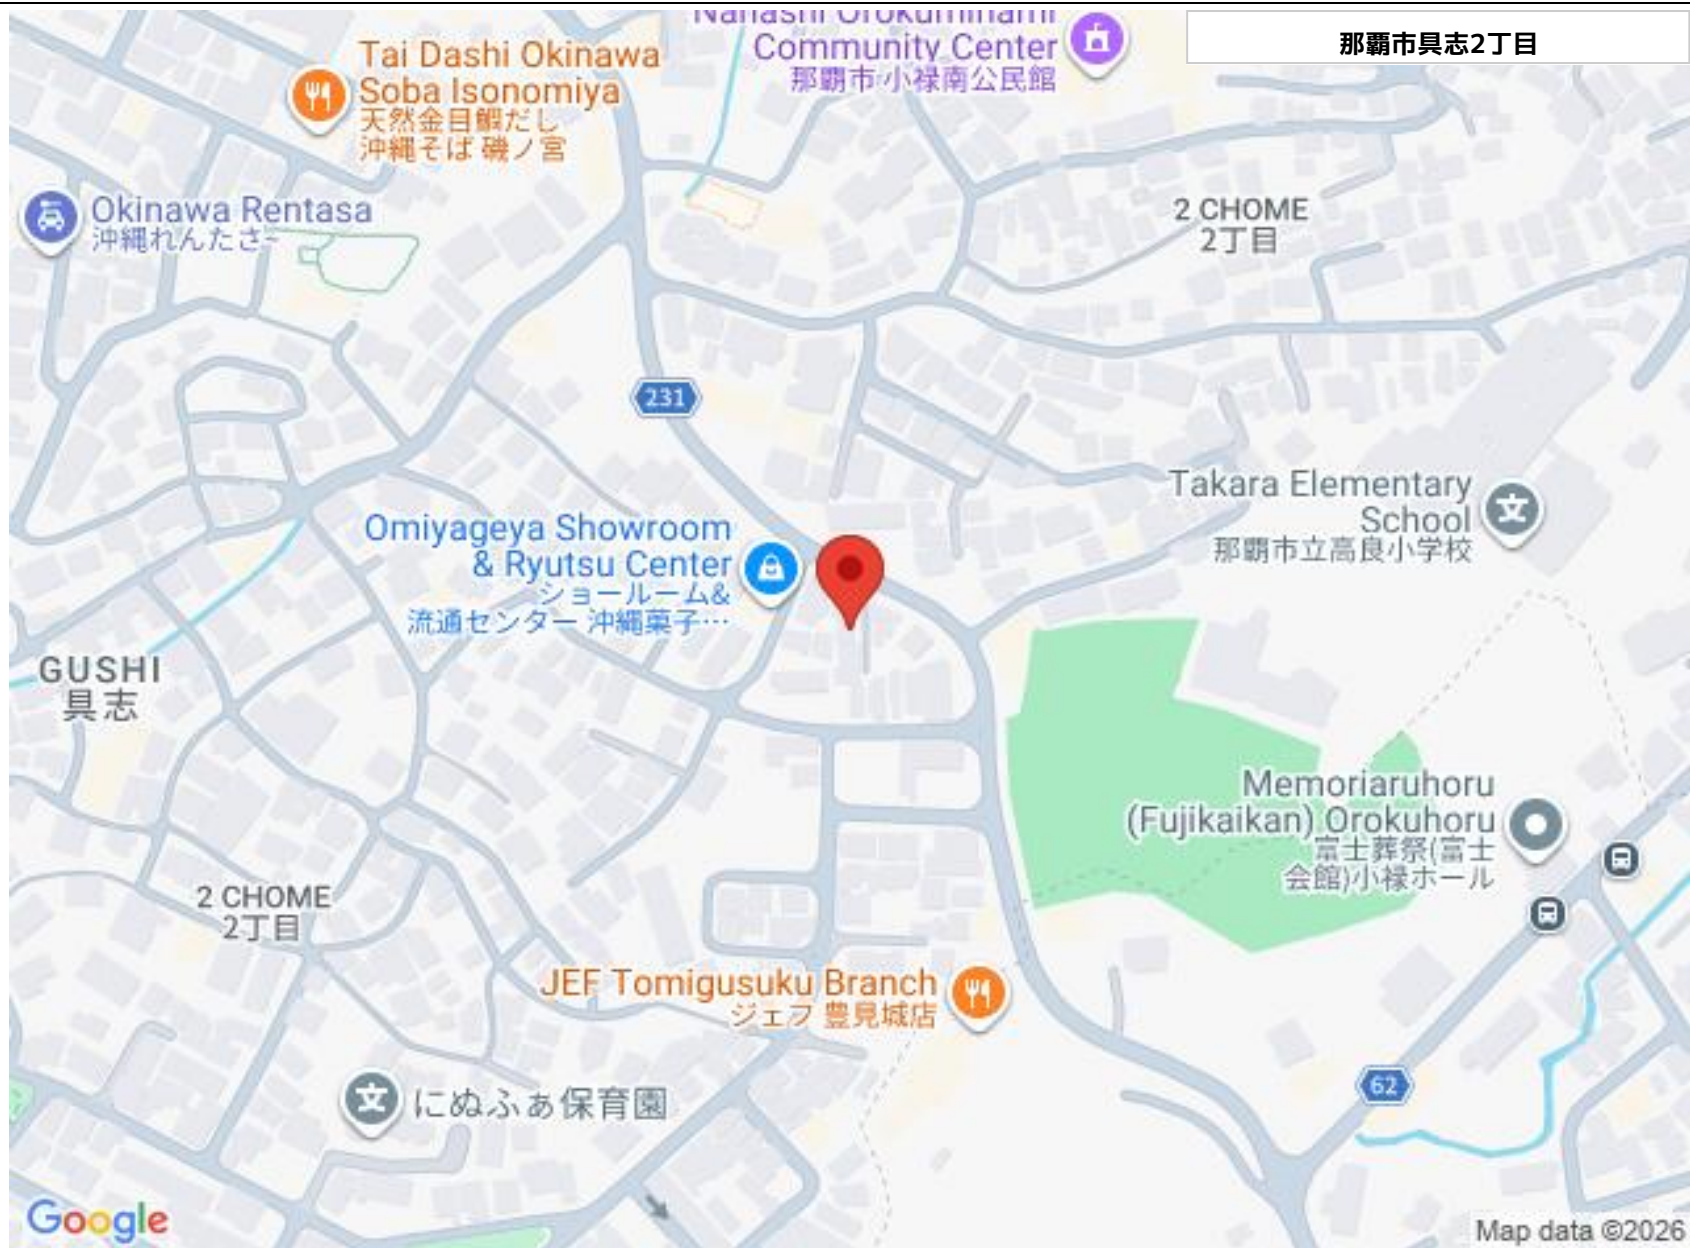 Nahashi Orokuminami
Community Center
那覇市 小禄南公民館
那覇市具志2丁目
Tai Dashi Okinawa
Soba Isonomiya
天然金目鯛だし
沖縄そば 磯ノ宮
Okinawa Rentasa
沖縄れんたさ~
2 CHOME
2丁目
231
Takara Elementary
School
那覇市立高良小学校
Omiyageya Showroom
& Ryutsu Center
ショールーム&
流通センター 沖縄菓子…
GUSHI
具志
Memoriaruhoru
(Fujikaikan) Orokuhoru
富士葬祭(富士
会館)小禄ホール
2 CHOME
2丁目
JEF Tomigusuku Branch
ジェフ 豊見城店
62
文 にぬふぁ保育園
Google
Map data ©2026